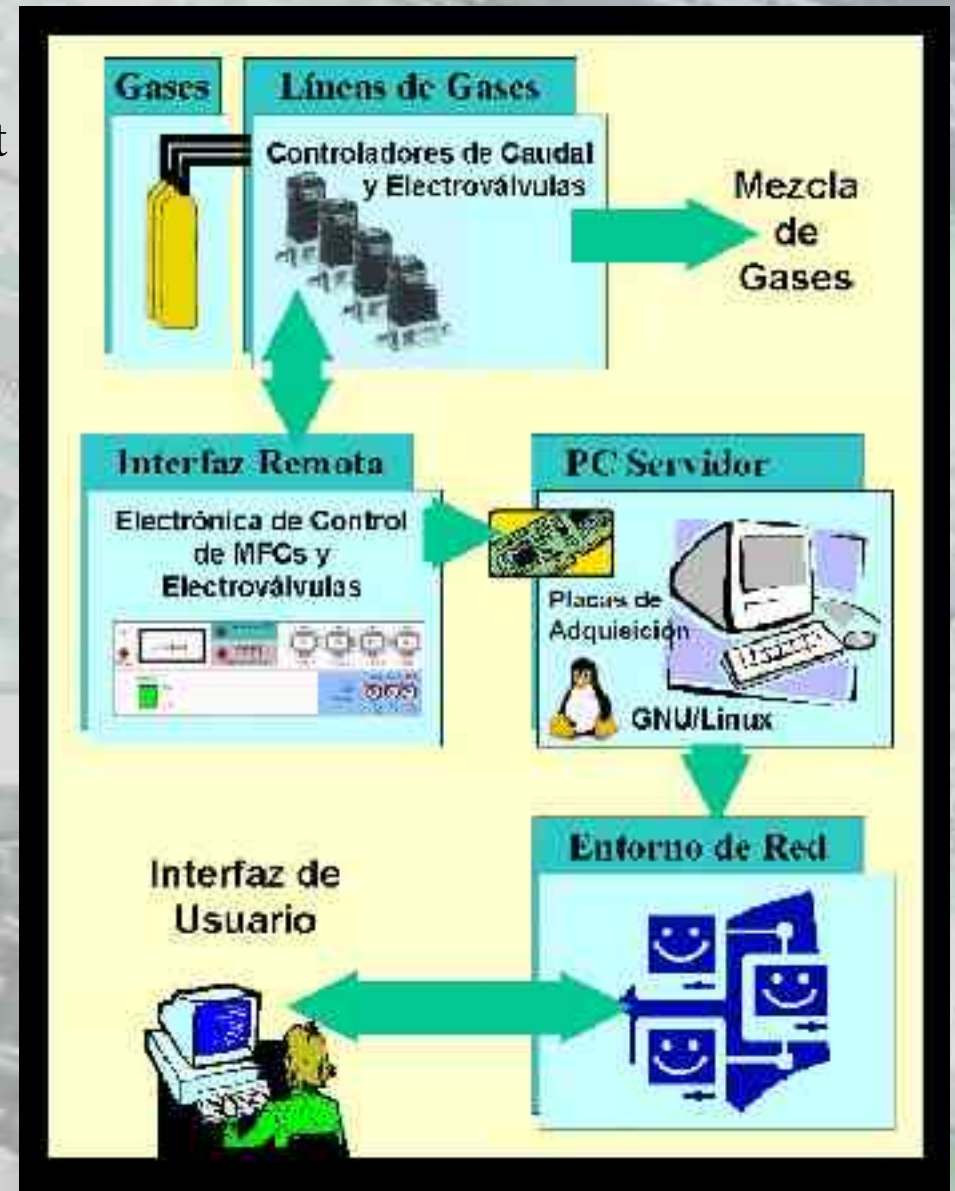 t
Gases
Líneas de Gases
Controladores de Caudal
y Electroválvulas
Mezcla
de
Gases
Interfaz Remota
Electrónica de Control
de MFCs y
Electroválvulas
PC Servidor
Placas de
Adquisición
GNU/Linux
Entorno de Red
Interfaz de
Usuario